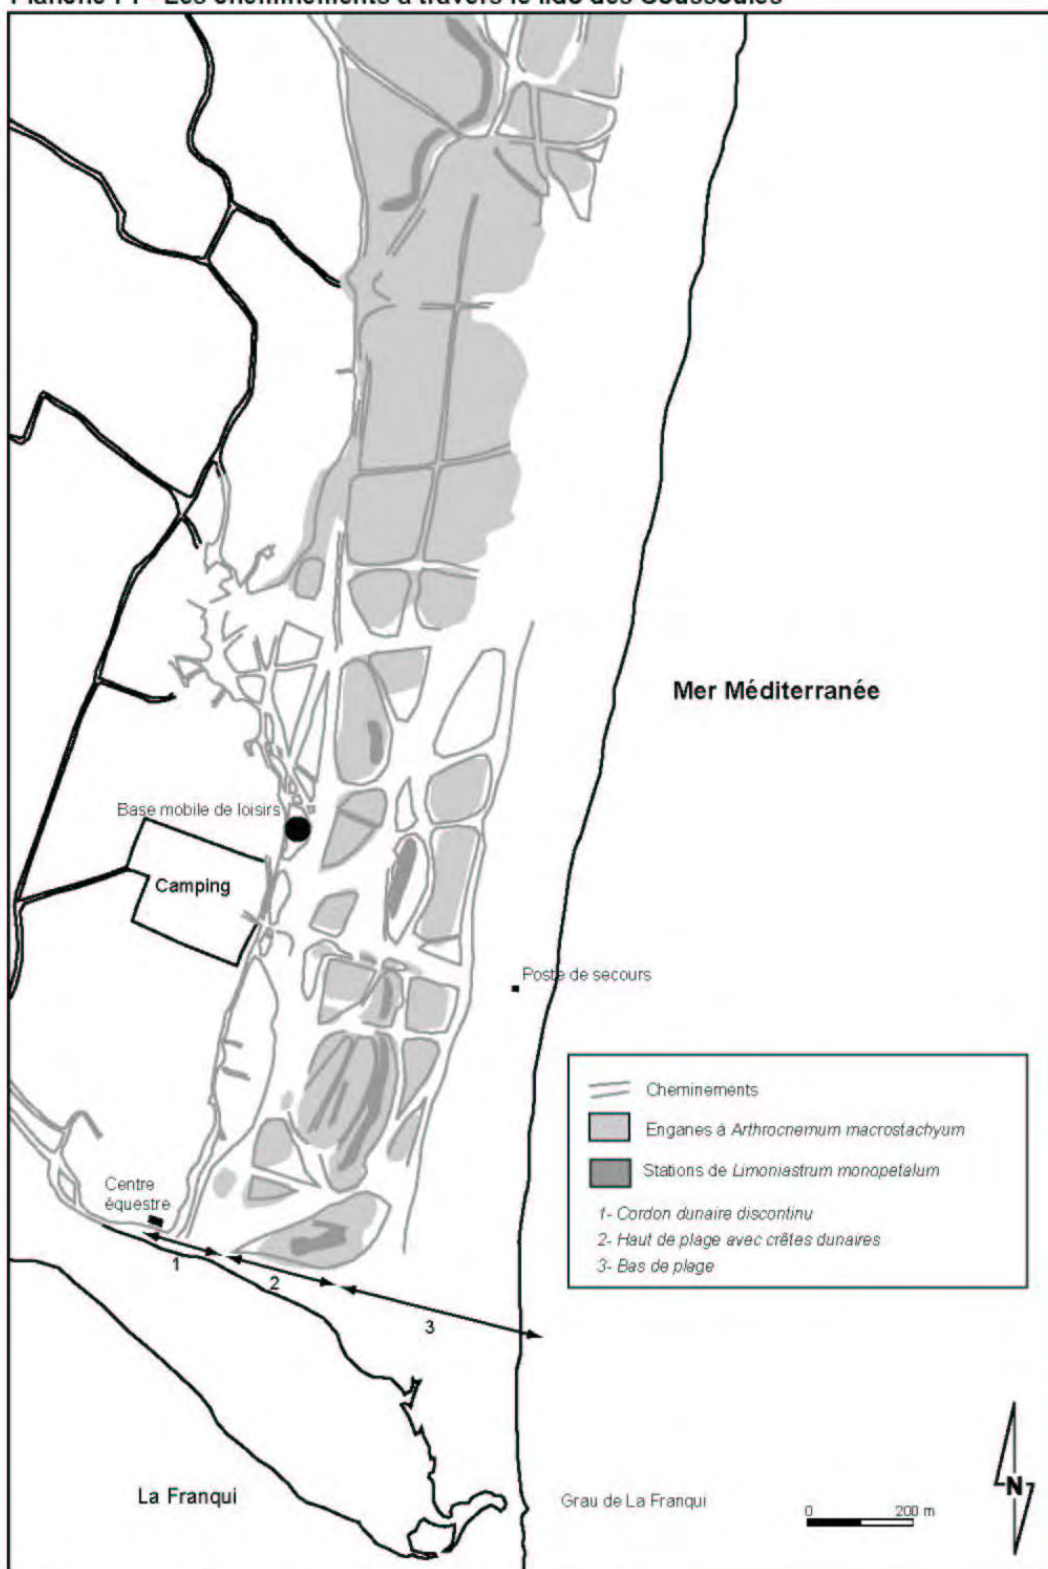 Mer Méditerranée
Base mobile de loisirs
Camping
Poste de secours
Cheminements
Enganes à Arthrocnemum macrostachyum
Stations de Limoniastrum monopetalum
1- Cordon dunaire discontinu
2- Haut de plage avec crêtes dunaires
3- Bas de plage
Centre
équestre
1
2
3
La Franqui
Grau de La Franqui
0 200 m
N